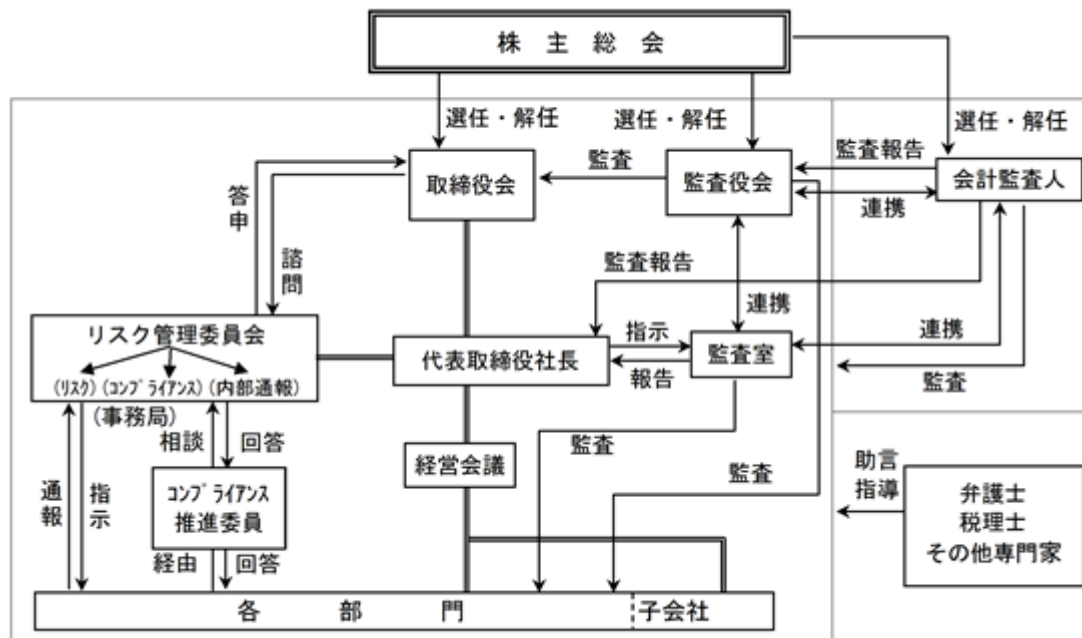 株主総会
選任・解任
選任・解任
選任・解任
取締役会
監査
監査役会
監査報告
連携
会計監査人
答申
諮問
監査報告
連携
連携
監査
リスク管理委員会
(リスク)(コンプライアンス)(内部通報)
(事務局)
代表取締役社長
指示
報告
監査室
相談
回答
経営会議
監査
監査
通報
指示
コンプライアンス
推進委員
経由
回答
助言
指導
弁護士
税理士
その他専門家
各部門
子会社